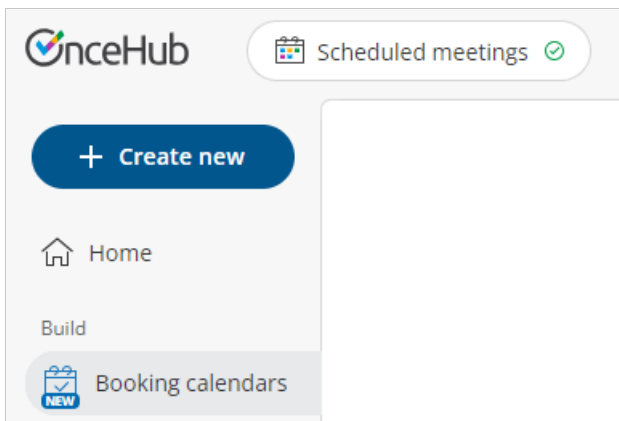 OnceHub
Scheduled meetings
+ Create new
Home
Build
Booking calendars
NEW